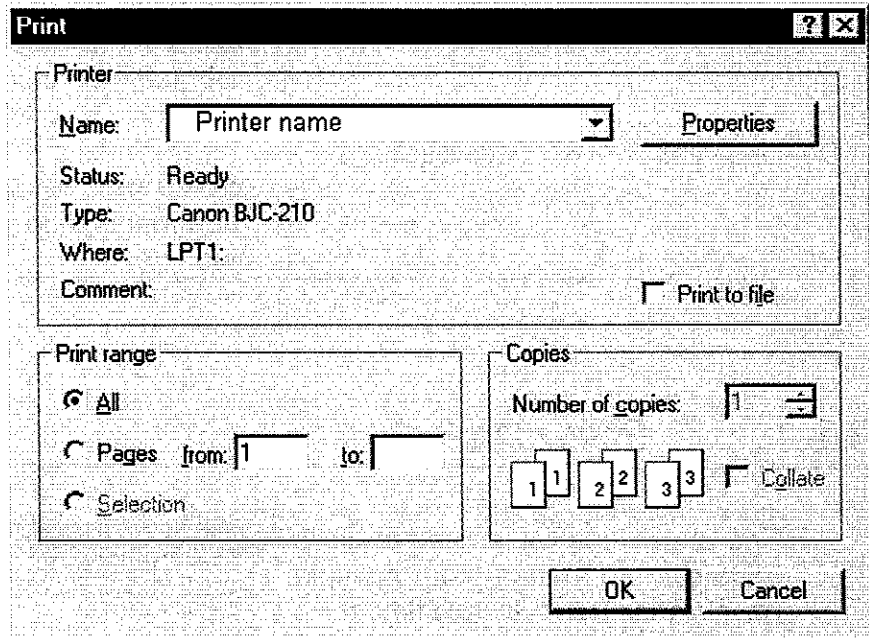 Print
Printer
Name: Printer name Properties
Status: Ready
Type: Canon BJC-210
Where: LPT1:
Comment:
Print to file
Print range
All
Pages from: 1 to:
Selection
Copies
Number of copies: 1
1 1 2 2 3 3 Collate
OK Cancel